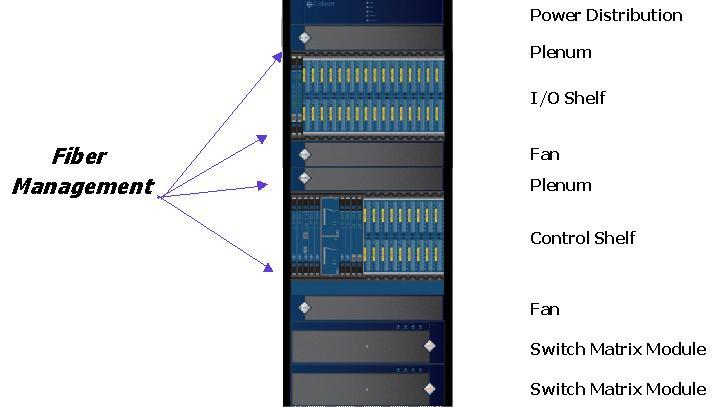 Power Distribution
Plenum
I/O Shelf
Fiber
Management
Fan
Plenum
Control Shelf
Fan
Switch Matrix Module
Switch Matrix Module